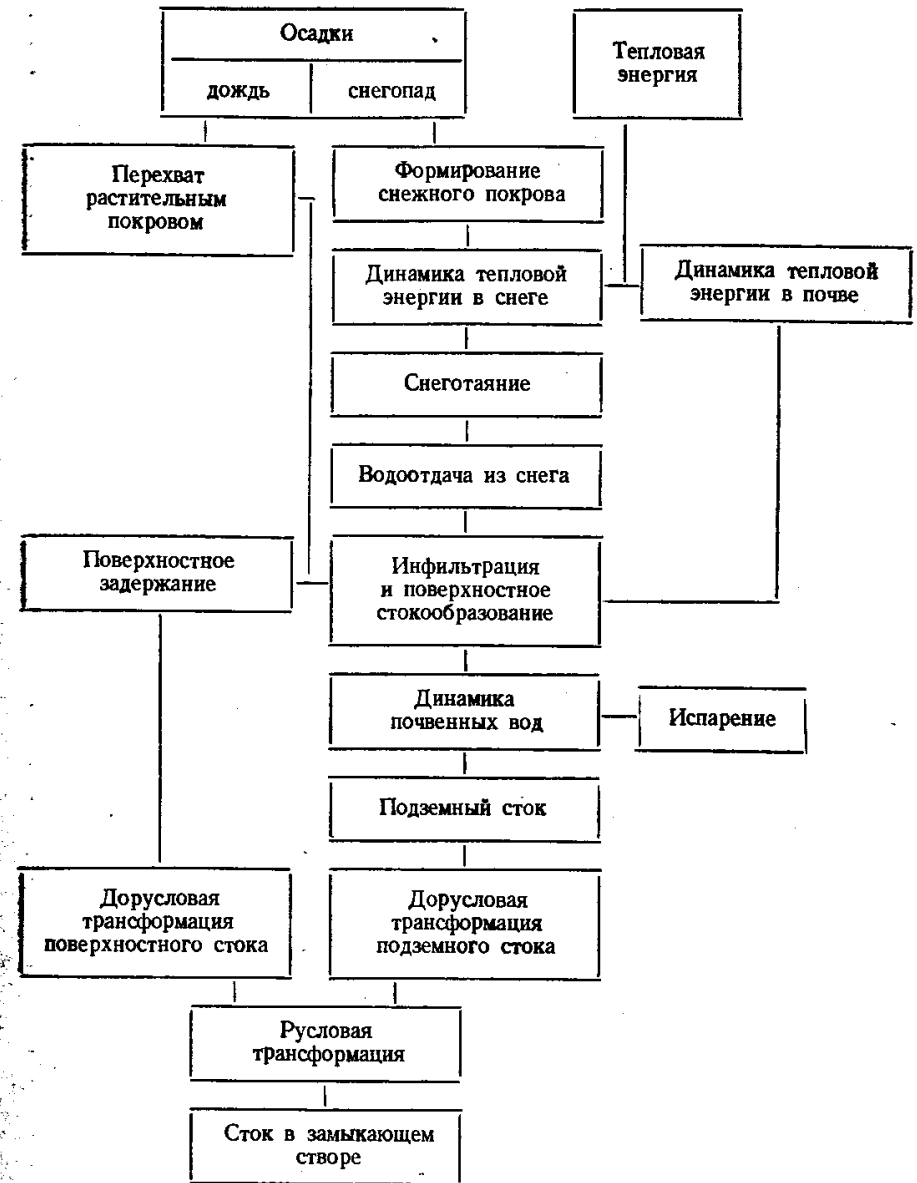 Осадки
дождь
снегопад
Тепловая
энергия
Перехват
растительным
покровом
Формирование
снежного покрова
Динамика тепловой
энергии в снеге
Динамика тепловой
энергии в почве
Снеготаяние
Водоотдача из снега
Поверхностное
задержание
Инфильтрация
и поверхностное
стокообразование
Динамика
почвенных вод
Испарение
Подземный сток
Дорусловая
трансформация
поверхностного стока
Дорусловая
трансформация
подземного стока
Русловая
трансформация
Сток в замыкающем
створе